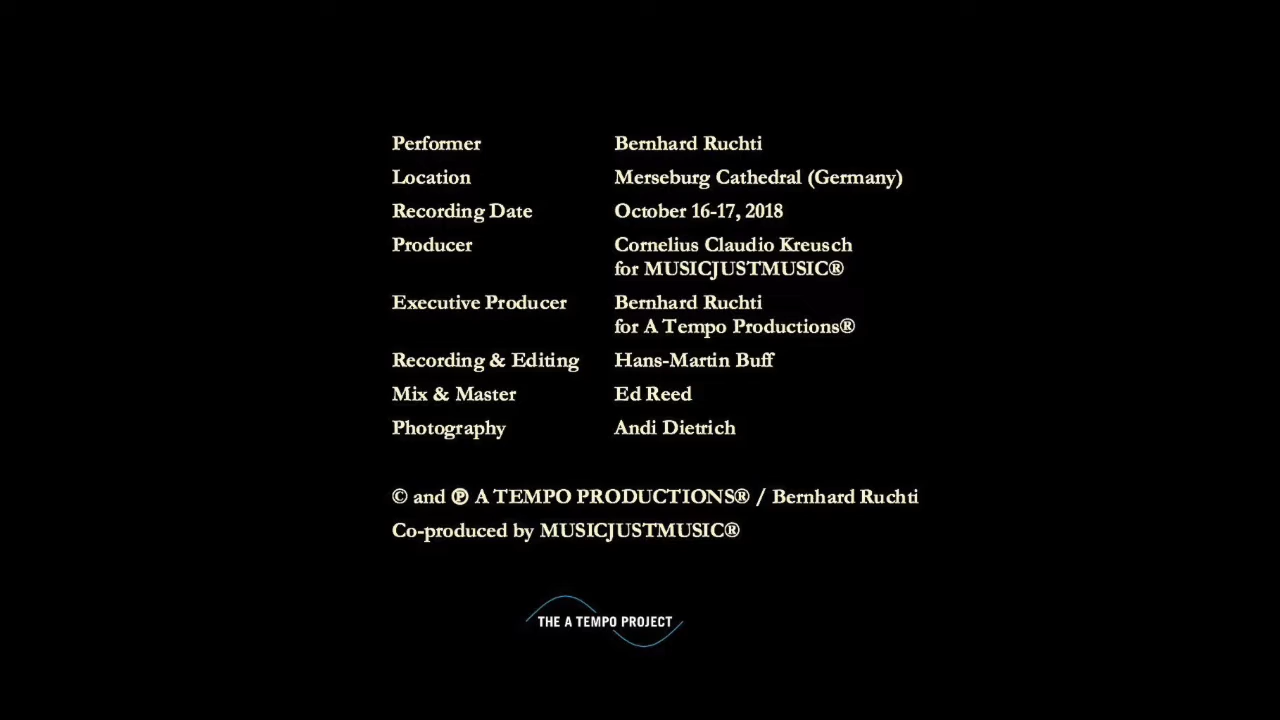 Performer Bernhard Ruchti
Location Merseburg Cathedral (Germany)
Recording Date October 16-17, 2018
Producer Cornelius Claudio Kreusch
for MUSICJUSTMUSIC®
Executive Producer Bernhard Ruchti
for A Tempo Productions®
Recording & Editing Hans-Martin Buff
Mix & Master Ed Reed
Photography Andi Dietrich
© and ℗ A TEMPO PRODUCTIONS® / Bernhard Ruchti
Co-produced by MUSICJUSTMUSIC®
THE A TEMPO PROJECT